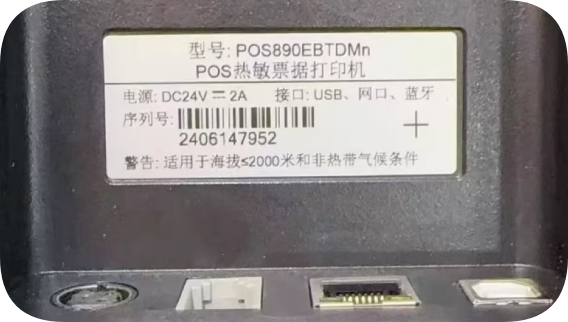 型号: POS890EBTDMn
POS热敏票据打印机
电源: DC24V ⎓ 2A 接口: USB、网口、蓝牙
序列号:
2406147952
警告: 适用于海拔≤2000米和非热带气候条件